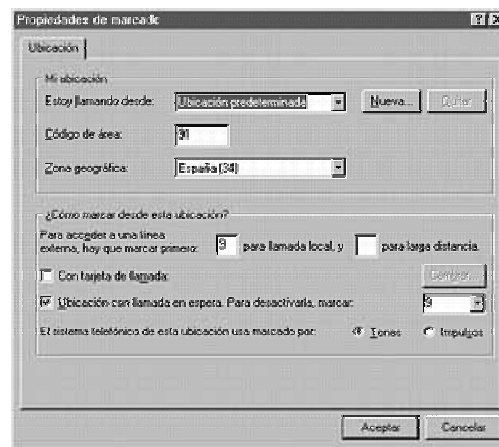 Propiedades de marcado
Ubicación
Mi ubicación
Estoy llamando desde: Ubicación predeterminada Nueva... Quitar
Código de área: 91
Zona geográfica: España (34)
¿Cómo marcar desde esta ubicación?
Para acceder a una línea
externa, hay que marcar primero: 9 para llamada local, y para larga distancia.
Con tarjeta de llamada: Cambiar...
Ubicación con llamada en espera. Para desactivarla, marcar: 9
El sistema telefónico de esta ubicación usa marcado por: Tonos Impulsos
Aceptar Cancelar